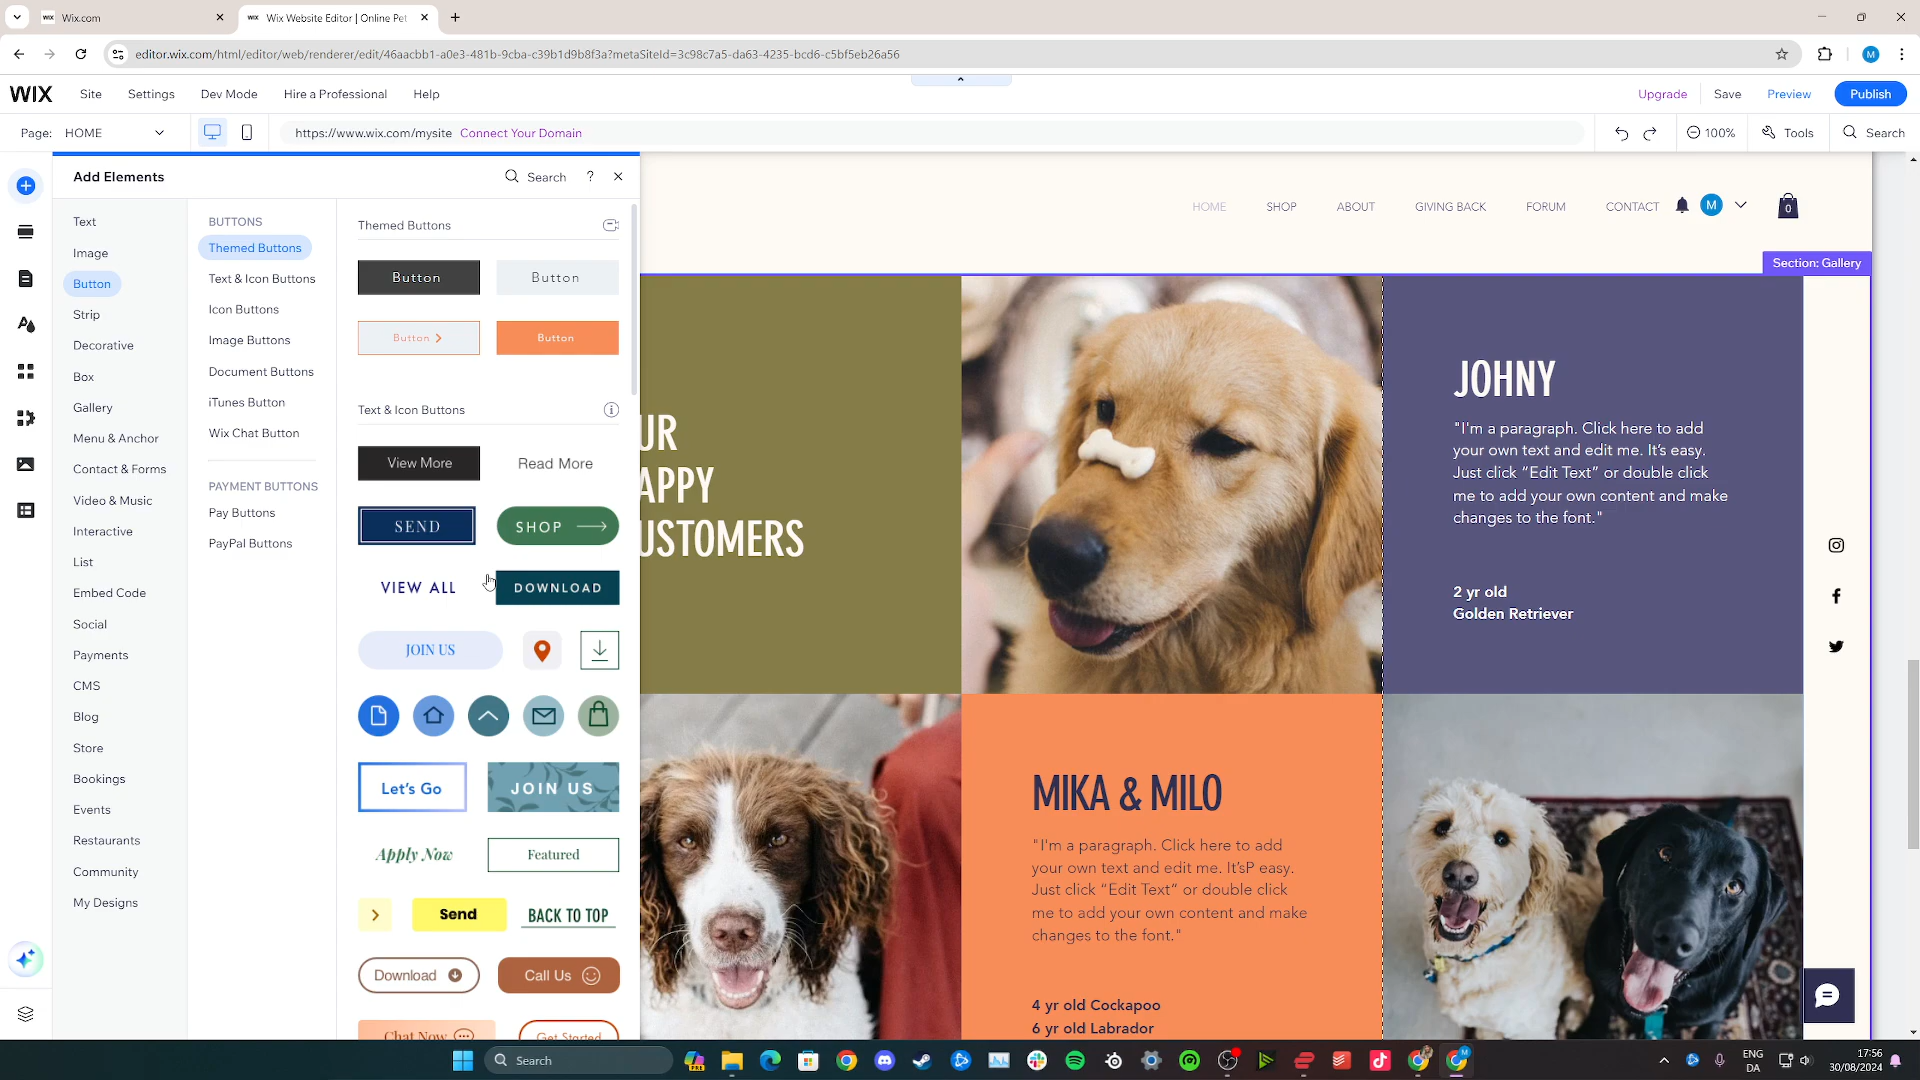 Wix.com
Wix Website Editor | Online Pet
editor.wix.com/html/editor/web/renderer/edit/46aacbb1-a0e3-481b-9cba-c39b1d9b8f3a?metaSiteId=3c98c7a5-da63-4235-bcd6-c5bf5eb26a56
M
WIX
Site
Settings
Dev Mode
Hire a Professional
Help
Upgrade
Save
Preview
Publish
Page: HOME
https://www.wix.com/mysite Connect Your Domain
100%
Tools
Search
Add Elements
Search
?
Text
Image
Button
Strip
Decorative
Box
Gallery
Menu & Anchor
Contact & Forms
Video & Music
Interactive
List
Embed Code
Social
Payments
CMS
Blog
Store
Bookings
Events
Restaurants
Community
My Designs
BUTTONS
Themed Buttons
Text & Icon Buttons
Icon Buttons
Image Buttons
Document Buttons
iTunes Button
Wix Chat Button
PAYMENT BUTTONS
Pay Buttons
PayPal Buttons
Themed Buttons
Button
Button
Button
Button
Text & Icon Buttons
View More
Read More
SEND
SHOP
VIEW ALL
DOWNLOAD
JOIN US
Let's Go
JOIN US
Apply Now
Featured
Send
BACK TO TOP
Download
Call Us
Chat Now
Get Started
HOME
SHOP
ABOUT
GIVING BACK
FORUM
CONTACT
M
0
Section: Gallery
UR
APPY
USTOMERS
JOHNY
"I'm a paragraph. Click here to add
your own text and edit me. It's easy.
Just click “Edit Text” or double click
me to add your own content and make
changes to the font."
2 yr old
Golden Retriever
MIKA & MILO
"I'm a paragraph. Click here to add
your own text and edit me. It'sP easy.
Just click “Edit Text” or double click
me to add your own content and make
changes to the font."
4 yr old Cockapoo
6 yr old Labrador
Search
ENG
DA
17:56
30/08/2024